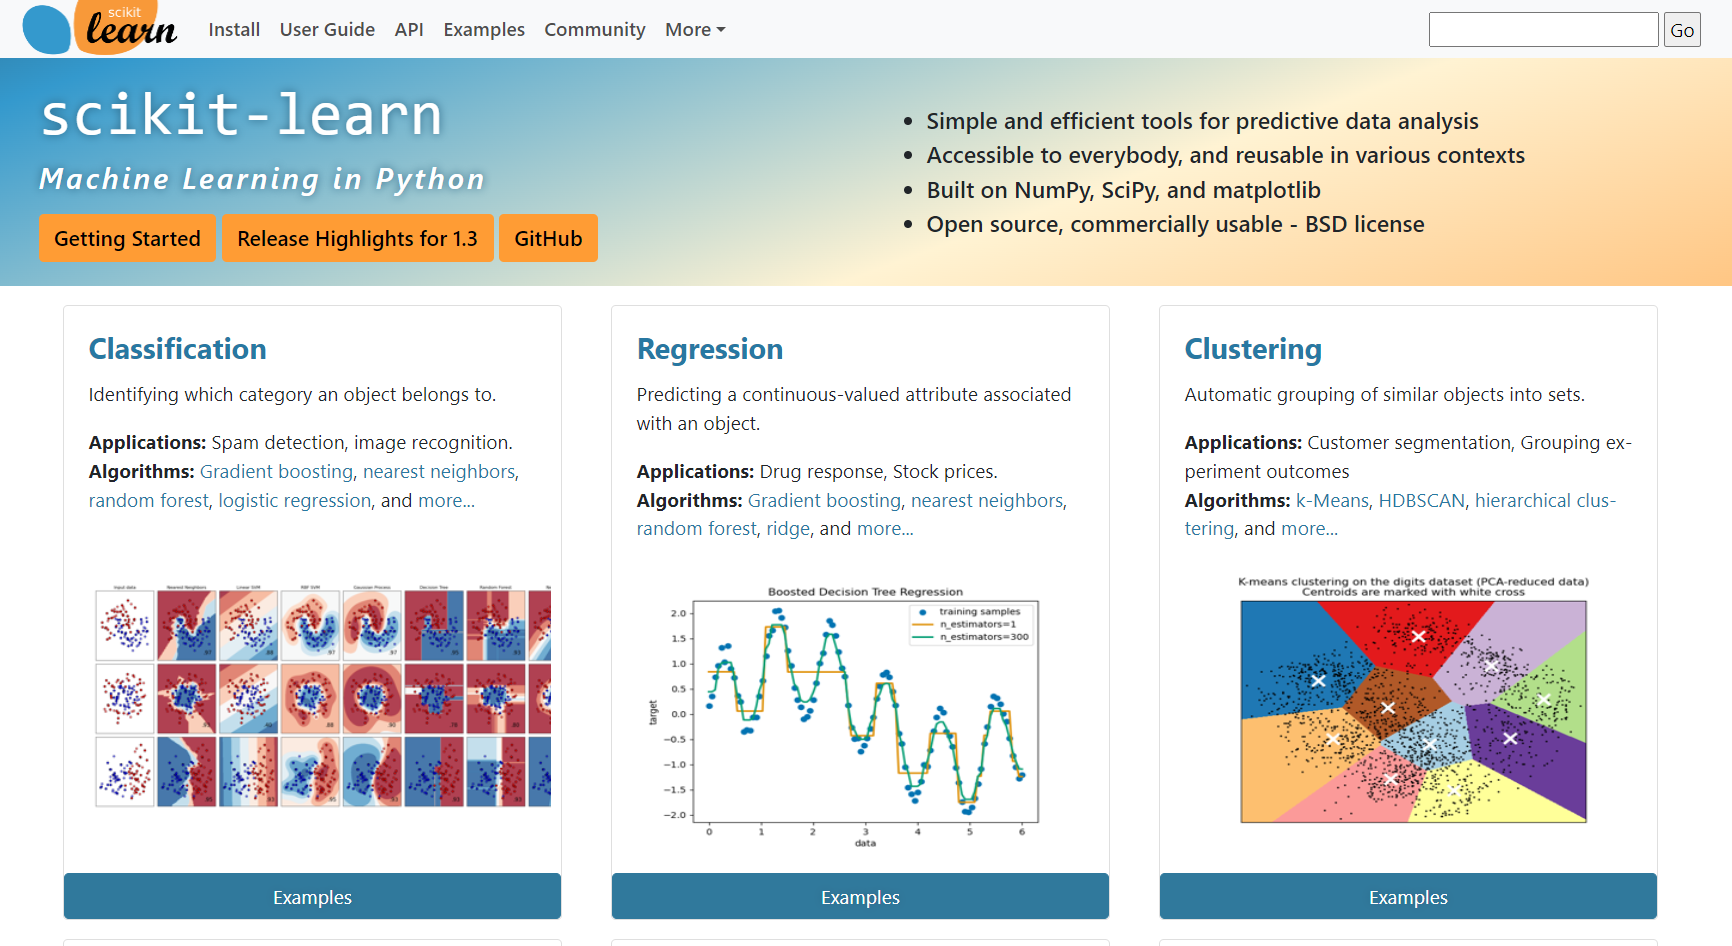 scikit
learn
Install
User Guide
API
Examples
Community
More
Go
scikit-learn
Machine Learning in Python
Getting Started
Release Highlights for 1.3
GitHub
Simple and efficient tools for predictive data analysis
Accessible to everybody, and reusable in various contexts
Built on NumPy, SciPy, and matplotlib
Open source, commercially usable - BSD license
Classification
Identifying which category an object belongs to.
Applications: Spam detection, image recognition.
Algorithms: Gradient boosting, nearest neighbors,
random forest, logistic regression, and more...
Input data
Nearest Neighbors
Linear SVM
RBF SVM
Gaussian Process
Decision Tree
Random Forest
Examples
Regression
Predicting a continuous-valued attribute associated
with an object.
Applications: Drug response, Stock prices.
Algorithms: Gradient boosting, nearest neighbors,
random forest, ridge, and more...
Boosted Decision Tree Regression
training samples
n_estimators=1
n_estimators=300
2.0
1.5
1.0
0.5
0.0
−0.5
−1.0
−1.5
−2.0
target
0 1 2 3 4 5 6
data
Examples
Clustering
Automatic grouping of similar objects into sets.
Applications: Customer segmentation, Grouping ex-
periment outcomes
Algorithms: k-Means, HDBSCAN, hierarchical clus-
tering, and more...
K-means clustering on the digits dataset (PCA-reduced data)
Centroids are marked with white cross
Examples